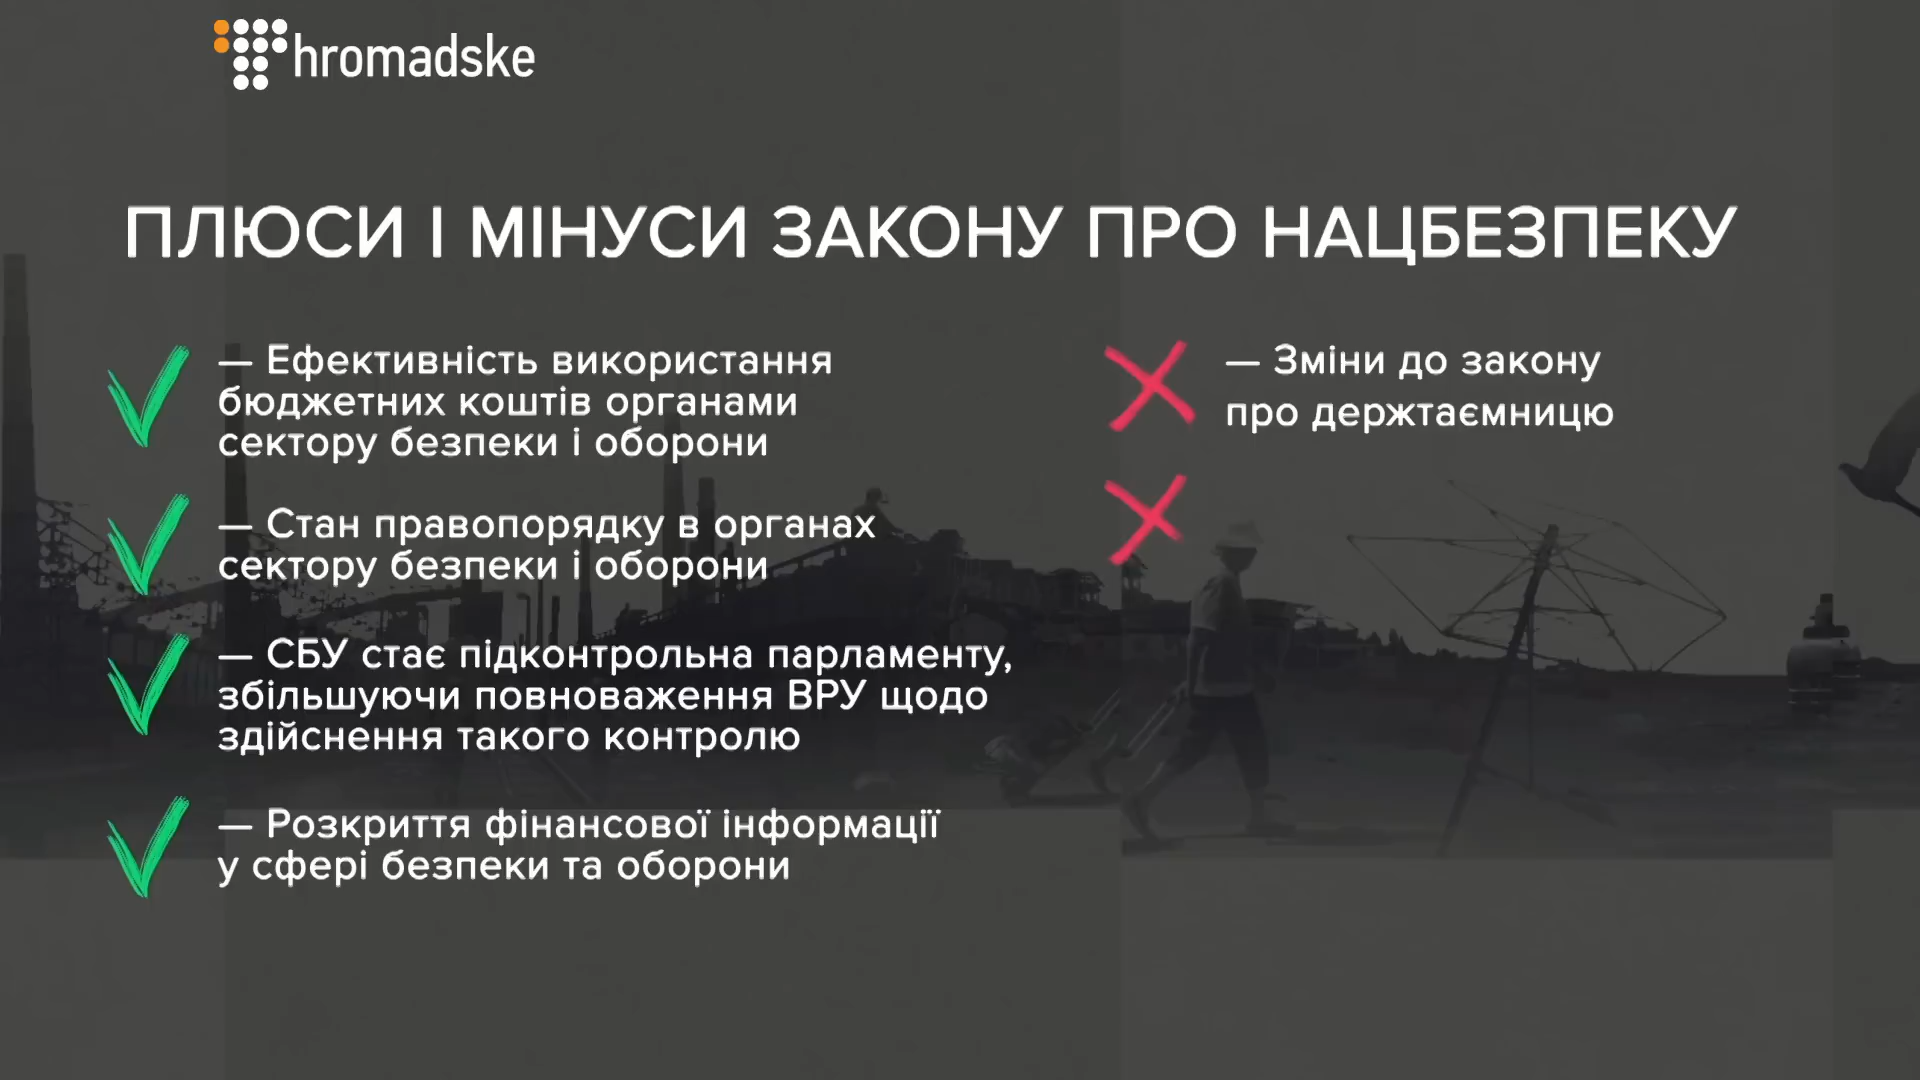 hromadske
ПЛЮСИ І МІНУСИ ЗАКОНУ ПРО НАЦБЕЗПЕКУ
— Ефективність використання
бюджетних коштів органами
сектору безпеки і оборони
— Стан правопорядку в органах
сектору безпеки і оборони
— СБУ стає підконтрольна парламенту,
збільшуючи повноваження ВРУ щодо
здійснення такого контролю
— Розкриття фінансової інформації
у сфері безпеки та оборони
— Зміни до закону
про держтаємницю